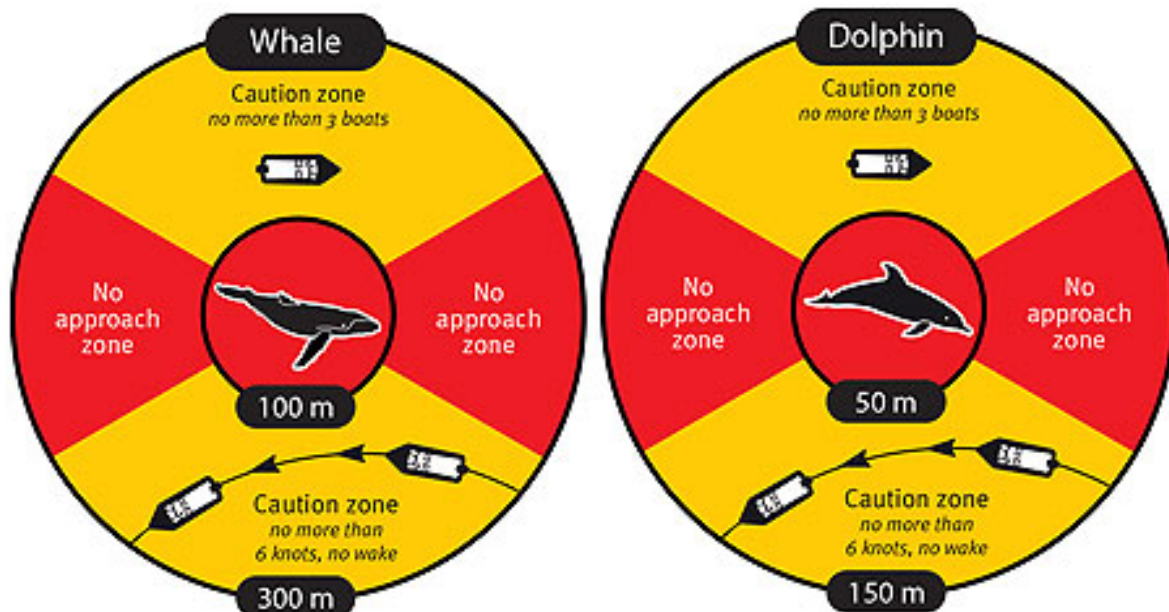 Whale
Caution zone
no more than 3 boats
No
approach
zone
No
approach
zone
100 m
Caution zone
no more than
6 knots, no wake
300 m
Dolphin
Caution zone
no more than 3 boats
No
approach
zone
No
approach
zone
50 m
Caution zone
no more than
6 knots, no wake
150 m